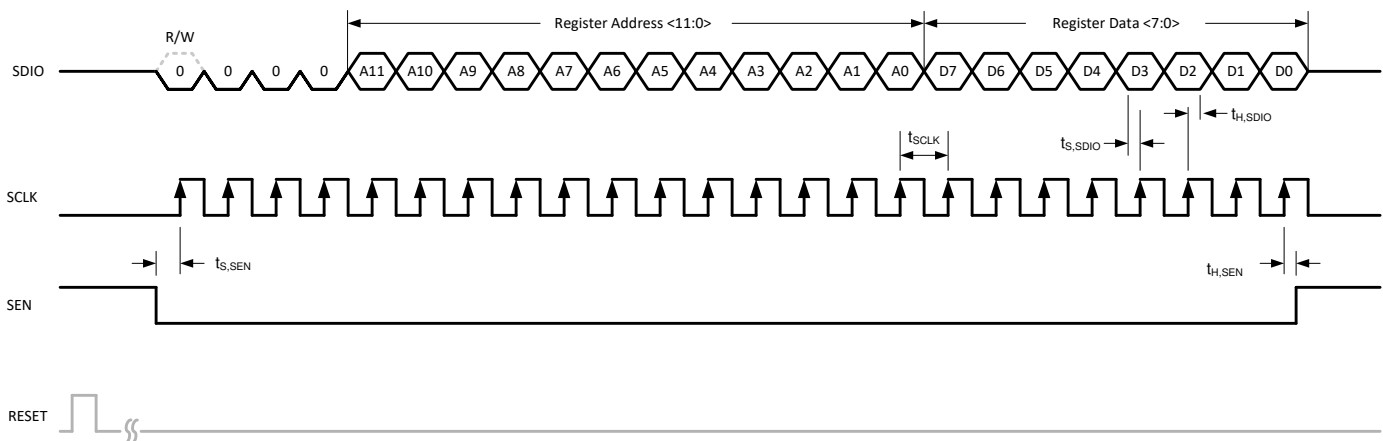 Register Address <11:0> Register Data <7:0>
R/W
SDIO 0 0 0 0 A11 A10 A9 A8 A7 A6 A5 A4 A3 A2 A1 A0 D7 D6 D5 D4 D3 D2 D1 D0
tH,SDIO
tSCLK tS,SDIO
SCLK
tS,SEN tH,SEN
SEN
RESET